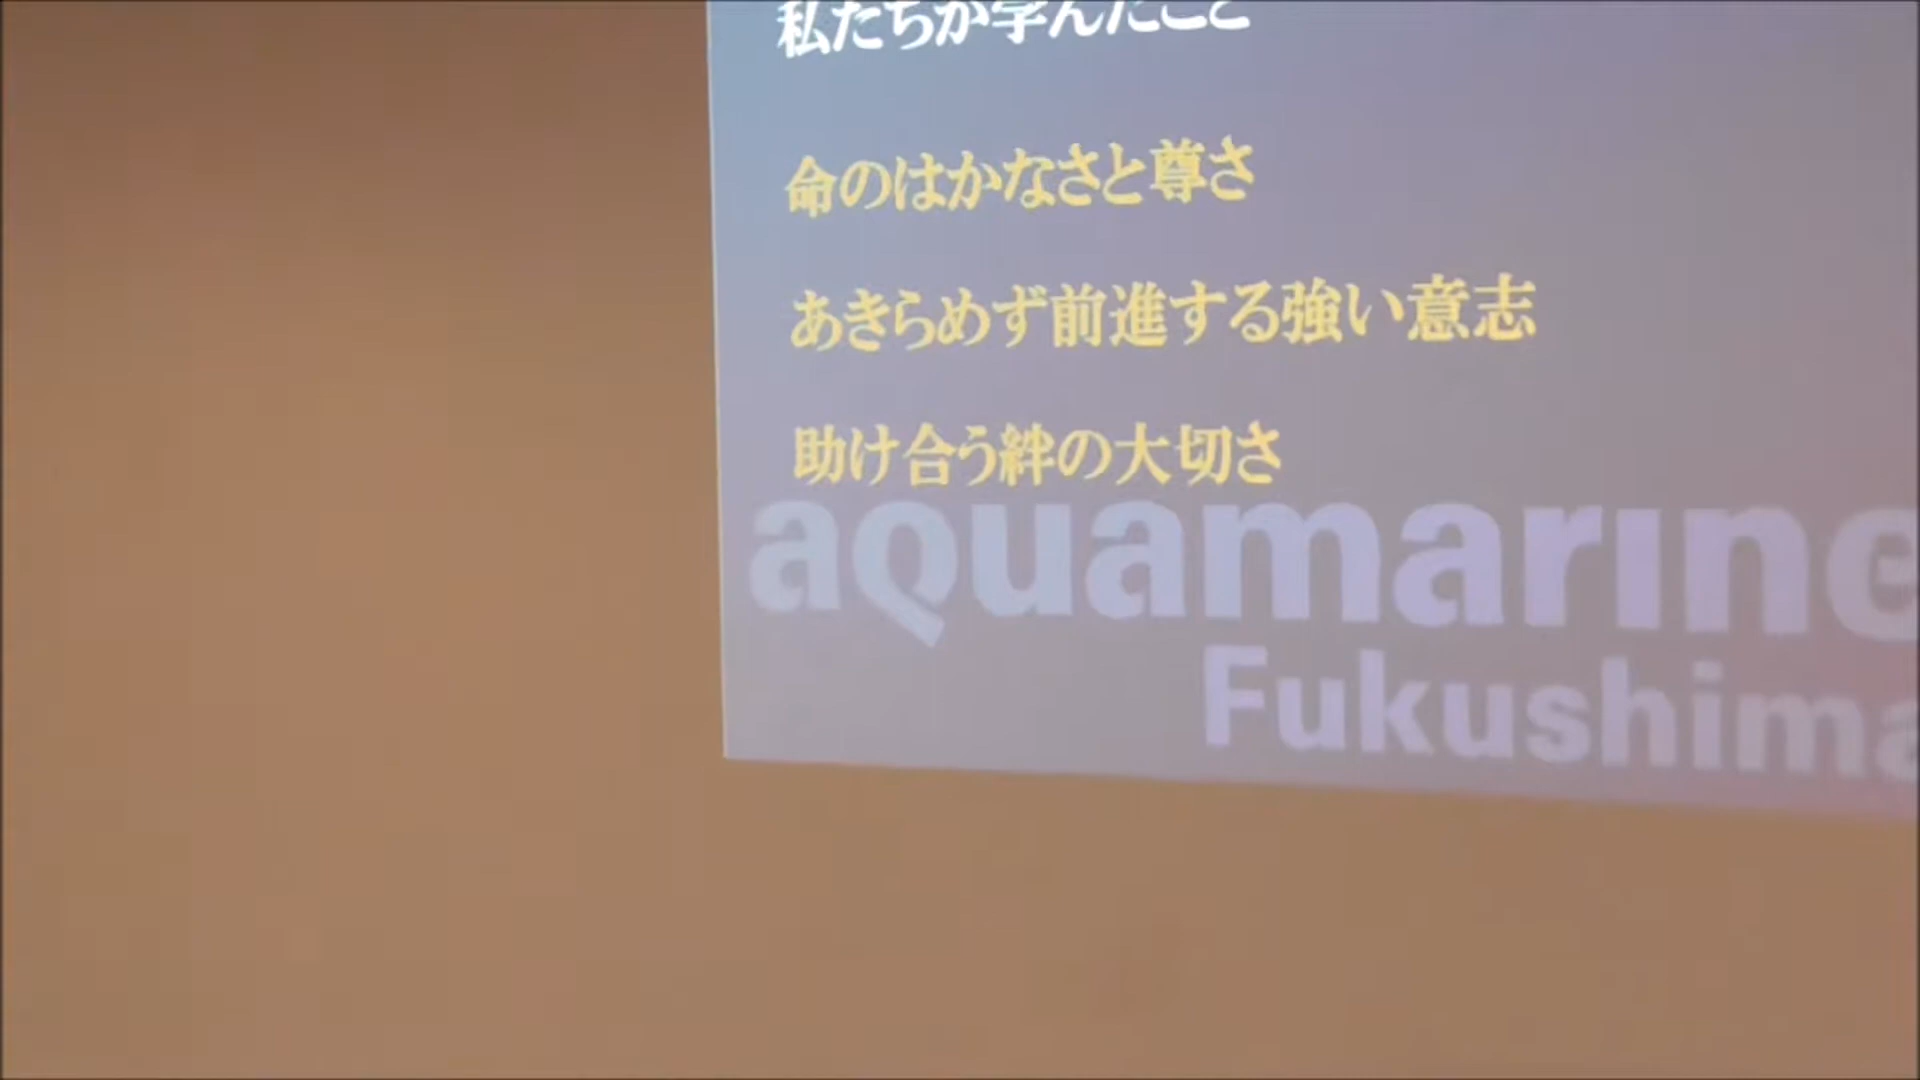 私たちが学んだこと
命のはかなさと尊さ
あきらめず前進する強い意志
助け合う絆の大切さ
aquamarine
Fukushima